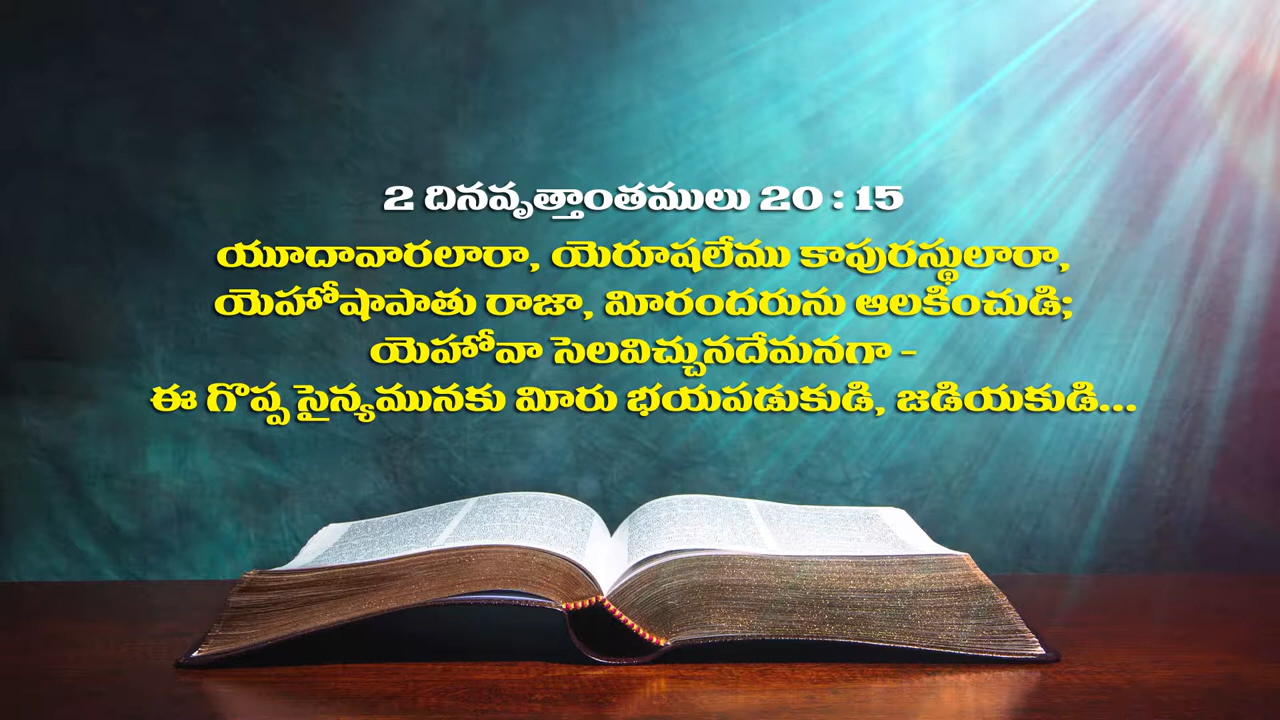 2 దినవృత్తాంతములు 20 : 15
యూదావారలారా, యెరూషలేము కాపురస్థులారా,
యెహోషాపాతు రాజా, మీరందరును ఆలకించుడి;
యెహోవా సెలవిచ్చునదేమనగా -
ఈ గొప్ప సైన్యమునకు మీరు భయపడుకుడి, జడియకుడి...